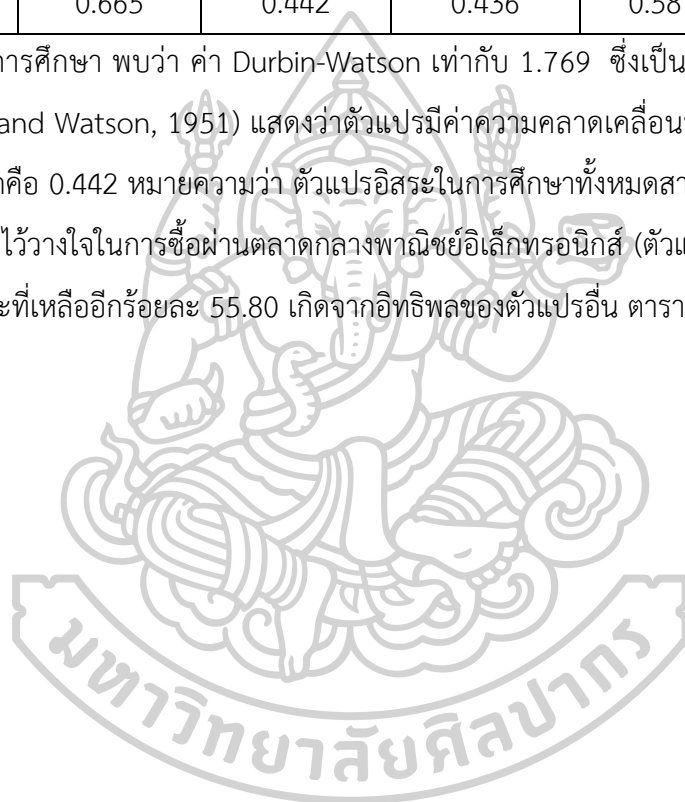 0.665 0.442 0.436 0.58
การศึกษา พบว่า ค่า Durbin-Watson เท่ากับ 1.769 ซึ่งเป็น
and Watson, 1951) แสดงว่าตัวแปรมีค่าความคลาดเคลื่อน
คือ 0.442 หมายความว่า ตัวแปรอิสระในการศึกษาทั้งหมดสา
ไว้วางใจในการซื้อผ่านตลาดกลางพาณิชย์อิเล็กทรอนิกส์ (ตัวแ
ะที่เหลืออีกร้อยละ 55.80 เกิดจากอิทธิพลของตัวแปรอื่น ตารา
มหาวิทยาลัยศิลปากร